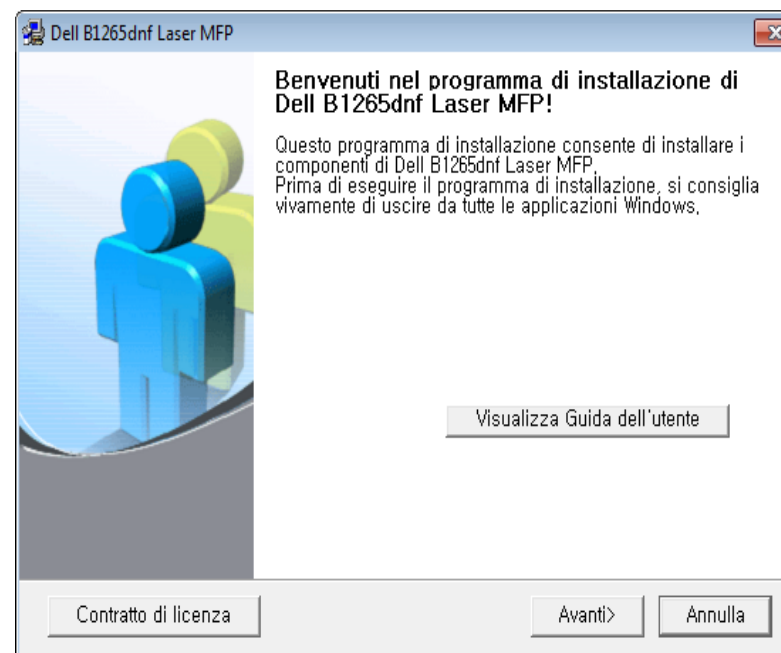 Dell B1265dnf Laser MFP
Benvenuti nel programma di installazione di
Dell B1265dnf Laser MFP!
Questo programma di installazione consente di installare i
componenti di Dell B1265dnf Laser MFP,
Prima di eseguire il programma di installazione, si consiglia
vivamente di uscire da tutte le applicazioni Windows,
Visualizza Guida dell'utente
Contratto di licenza
Avanti>
Annulla